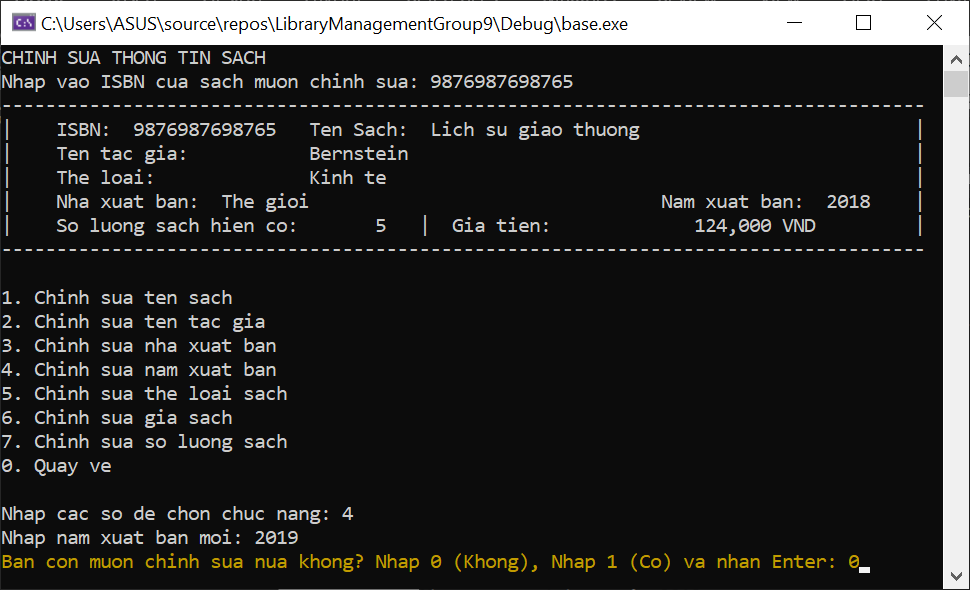 C:\Users\ASUS\source\repos\LibraryManagementGroup9\Debug\base.exe
CHINH SUA THONG TIN SACH
Nhap vao ISBN cua sach muon chinh sua: 9876987698765
------------------------------------------------------------------------------------
|    ISBN:  9876987698765   Ten Sach:  Lich su giao thuong                         |
|    Ten tac gia:           Bernstein                                              |
|    The loai:              Kinh te                                                |
|    Nha xuat ban:  The gioi                                Nam xuat ban:  2018    |
|    So luong sach hien co:       5   |  Gia tien:             124,000 VND         |
------------------------------------------------------------------------------------
1. Chinh sua ten sach
2. Chinh sua ten tac gia
3. Chinh sua nha xuat ban
4. Chinh sua nam xuat ban
5. Chinh sua the loai sach
6. Chinh sua gia sach
7. Chinh sua so luong sach
0. Quay ve
Nhap cac so de chon chuc nang: 4
Nhap nam xuat ban moi: 2019
Ban con muon chinh sua nua khong? Nhap 0 (Khong), Nhap 1 (Co) va nhan Enter: 0